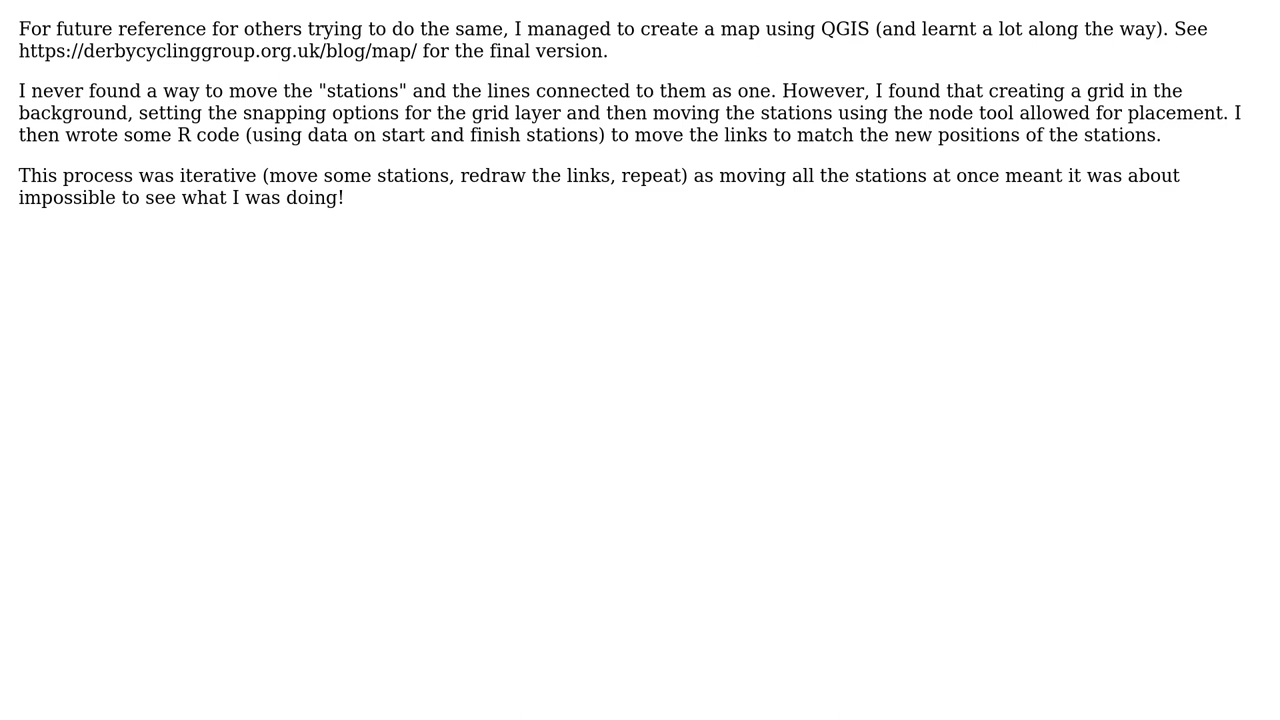 For future reference for others trying to do the same, I managed to create a map using QGIS (and learnt a lot along the way). See
https://derbycyclinggroup.org.uk/blog/map/ for the final version.
I never found a way to move the "stations" and the lines connected to them as one. However, I found that creating a grid in the
background, setting the snapping options for the grid layer and then moving the stations using the node tool allowed for placement. I
then wrote some R code (using data on start and finish stations) to move the links to match the new positions of the stations.
This process was iterative (move some stations, redraw the links, repeat) as moving all the stations at once meant it was about
impossible to see what I was doing!